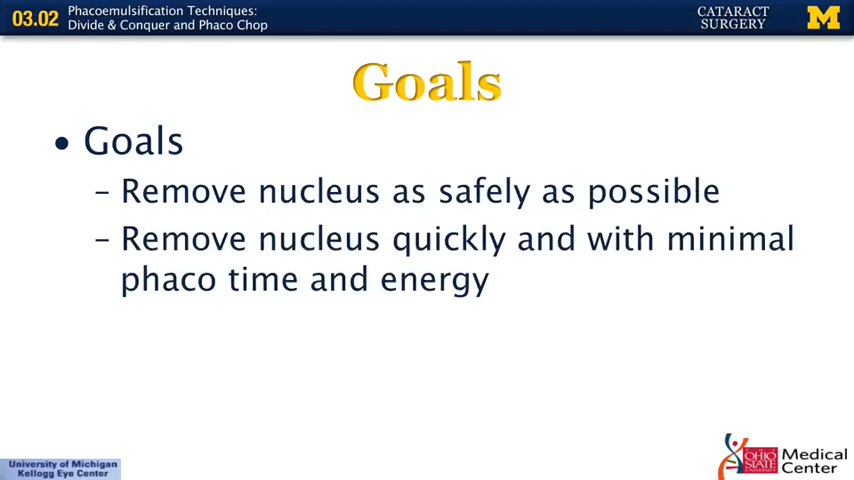 03.02
Phacoemulsification Techniques:
Divide & Conquer and Phaco Chop
CATARACT
SURGERY
M
Goals
• Goals
– Remove nucleus as safely as possible
– Remove nucleus quickly and with minimal
phaco time and energy
University of Michigan
Kellogg Eye Center
OHIO
STATE
UNIVERSITY
Medical
Center